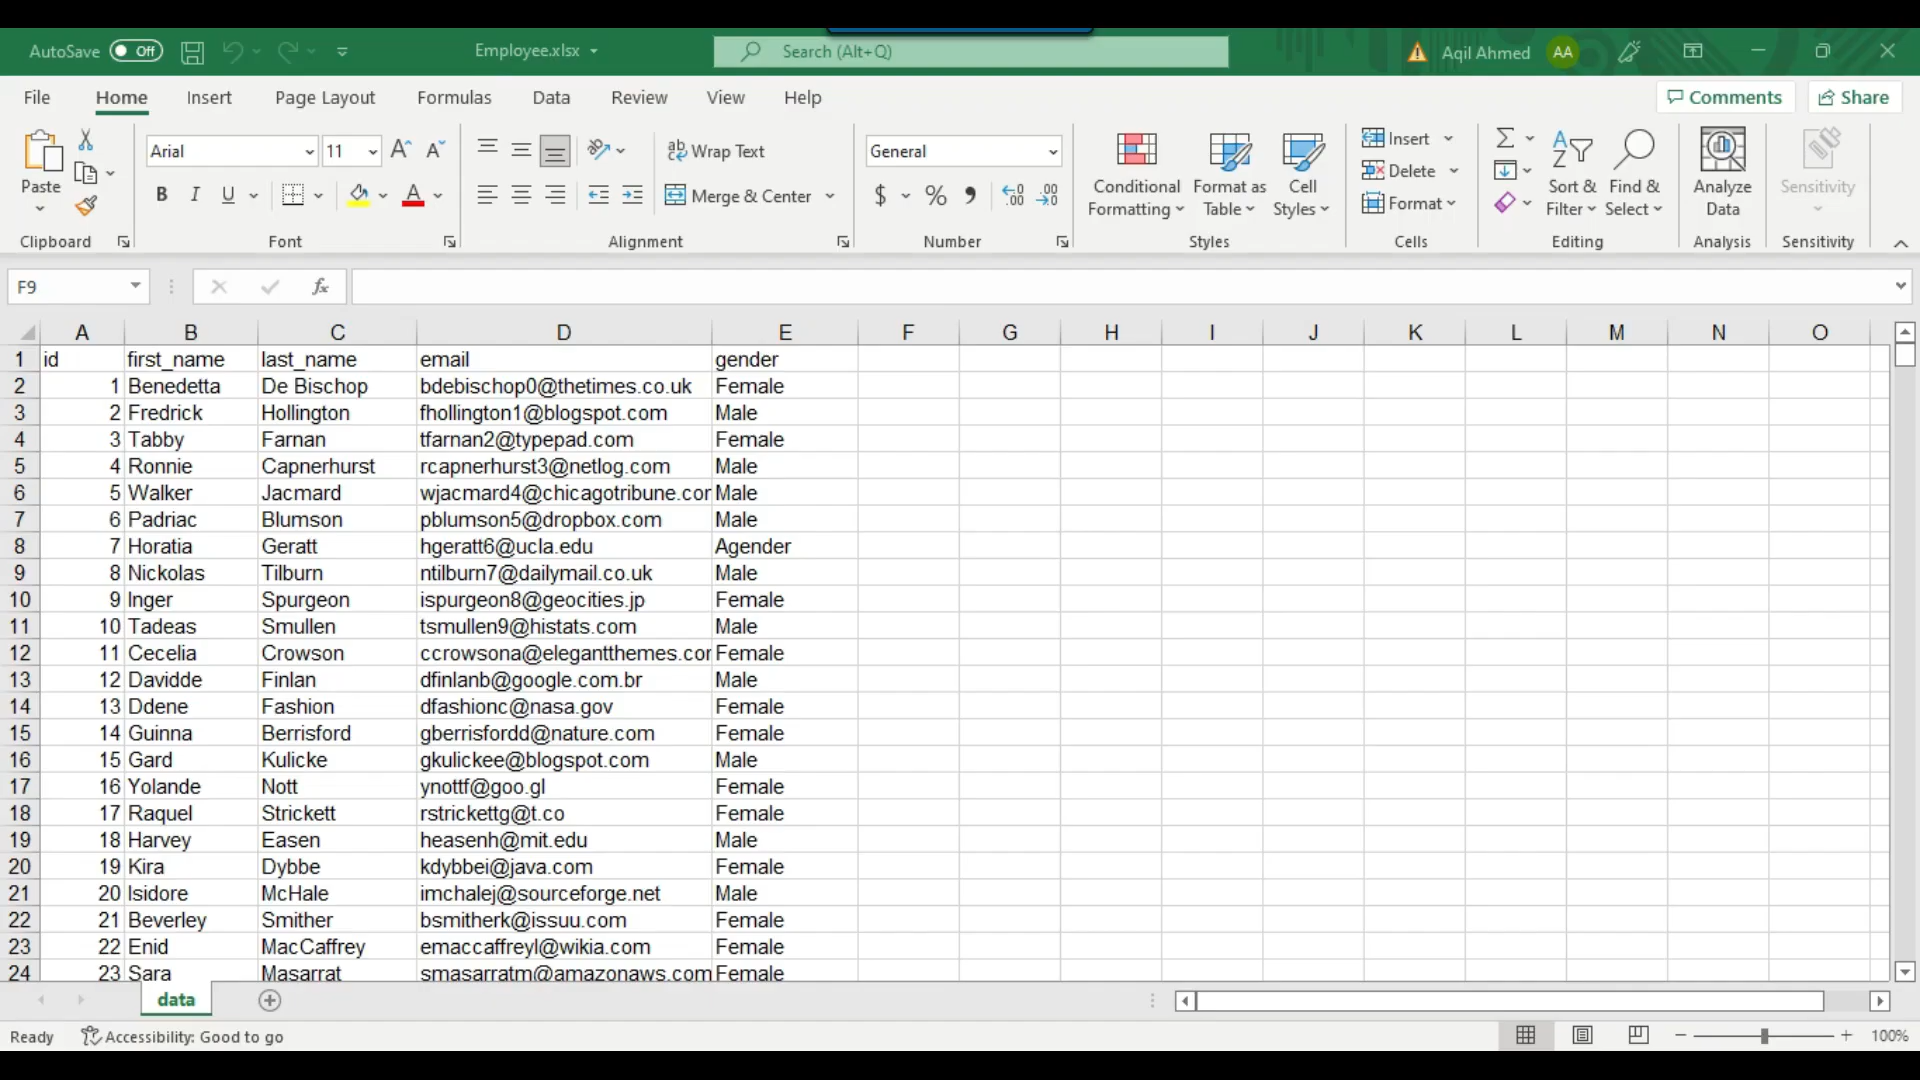 AutoSave Off Employee.xlsx Search (Alt+Q) Aqil Ahmed AA
File Home Insert Page Layout Formulas Data Review View Help Comments Share
Paste
Clipboard
Arial 11
B I U A
Font
Wrap Text
Merge & Center
Alignment
General
$ % ,
Number
Conditional Formatting
Format as Table
Cell Styles
Styles
Insert
Delete
Format
Cells
Sort & Filter
Find & Select
Editing
Analyze Data
Analysis
Sensitivity
Sensitivity
F9 fx
A B C D E F G H I J K L M N O
1 id first_name last_name email gender
2 1 Benedetta De Bischop bdebischop0@thetimes.co.uk Female
3 2 Fredrick Hollington fhollington1@blogspot.com Male
4 3 Tabby Farnan tfarnan2@typepad.com Female
5 4 Ronnie Capnerhurst rcapnerhurst3@netlog.com Male
6 5 Walker Jacmard wjacmard4@chicagotribune.cor Male
7 6 Padriac Blumson pblumson5@dropbox.com Male
8 7 Horatia Geratt hgeratt6@ucla.edu Agender
9 8 Nickolas Tilburn ntilburn7@dailymail.co.uk Male
10 9 Inger Spurgeon ispurgeon8@geocities.jp Female
11 10 Tadeas Smullen tsmullen9@histats.com Male
12 11 Cecelia Crowson ccrowsona@elegantthemes.cor Female
13 12 Davidde Finlan dfinlanb@google.com.br Male
14 13 Ddene Fashion dfashionc@nasa.gov Female
15 14 Guinna Berrisford gberrisfordd@nature.com Female
16 15 Gard Kulicke gkulickee@blogspot.com Male
17 16 Yolande Nott ynottf@goo.gl Female
18 17 Raquel Strickett rstrickettg@t.co Female
19 18 Harvey Easen heasenh@mit.edu Male
20 19 Kira Dybbe kdybbei@java.com Female
21 20 Isidore McHale imchalej@sourceforge.net Male
22 21 Beverley Smither bsmitherk@issuu.com Female
23 22 Enid MacCaffrey emaccaffreyl@wikia.com Female
24 23 Sara Masarrat smasarratm@amazonaws.com Female
data
Ready Accessibility: Good to go 100%